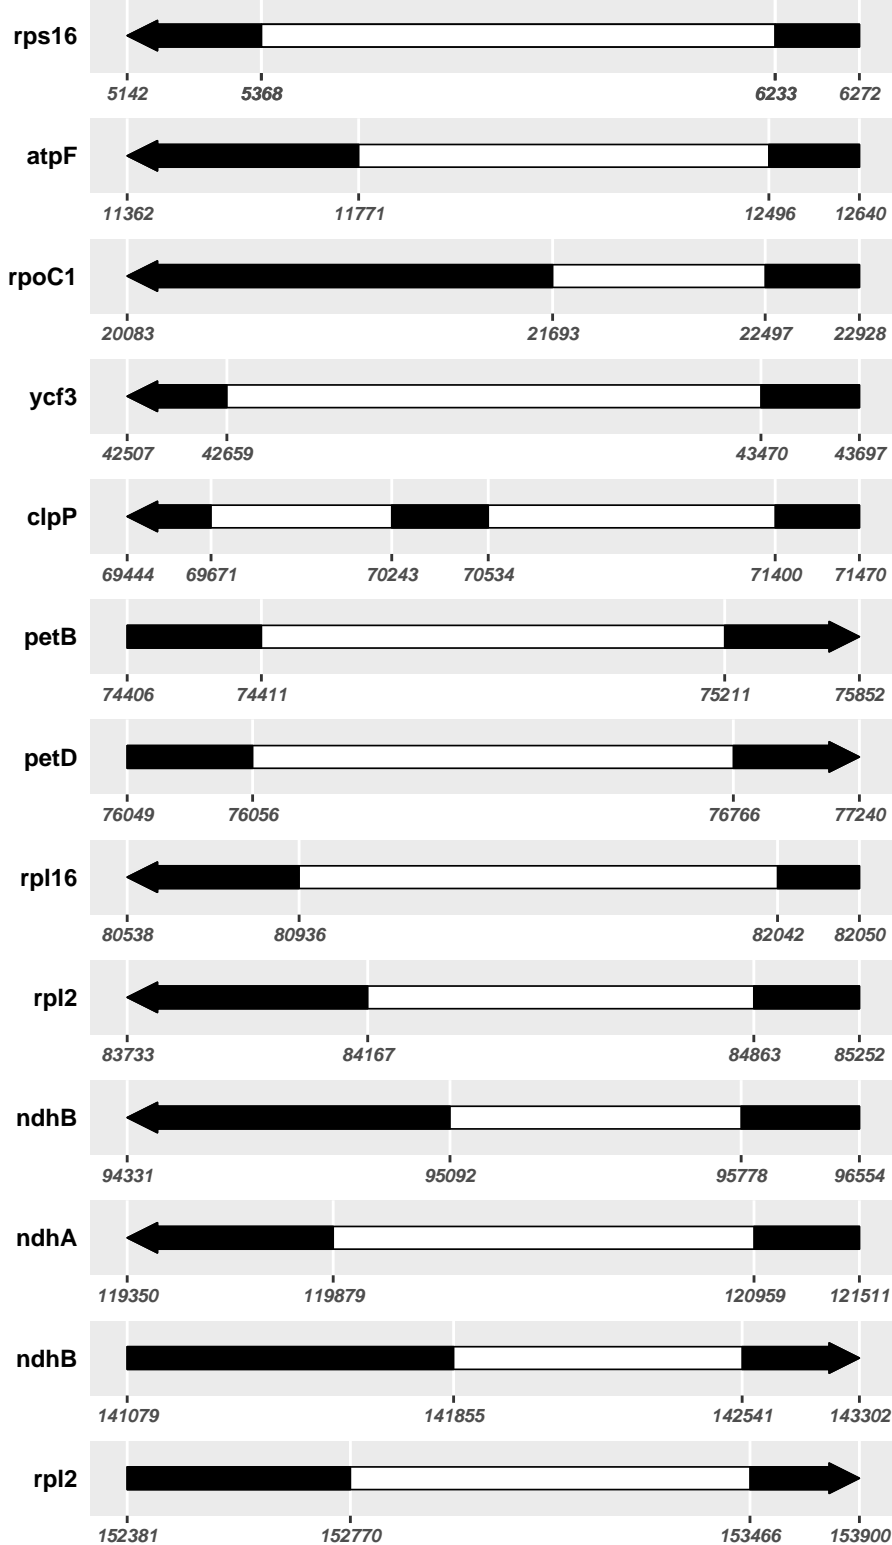 rps16
5142 5368 6233 6272
atpF
11362 11771 12496 12640
rpoC1
20083 21693 22497 22928
ycf3
42507 42659 43470 43697
clpP
69444 69671 70243 70534 71400 71470
petB
74406 74411 75211 75852
petD
76049 76056 76766 77240
rpl16
80538 80936 82042 82050
rpl2
83733 84167 84863 85252
ndhB
94331 95092 95778 96554
ndhA
119350 119879 120959 121511
ndhB
141079 141855 142541 143302
rpl2
152381 152770 153466 153900